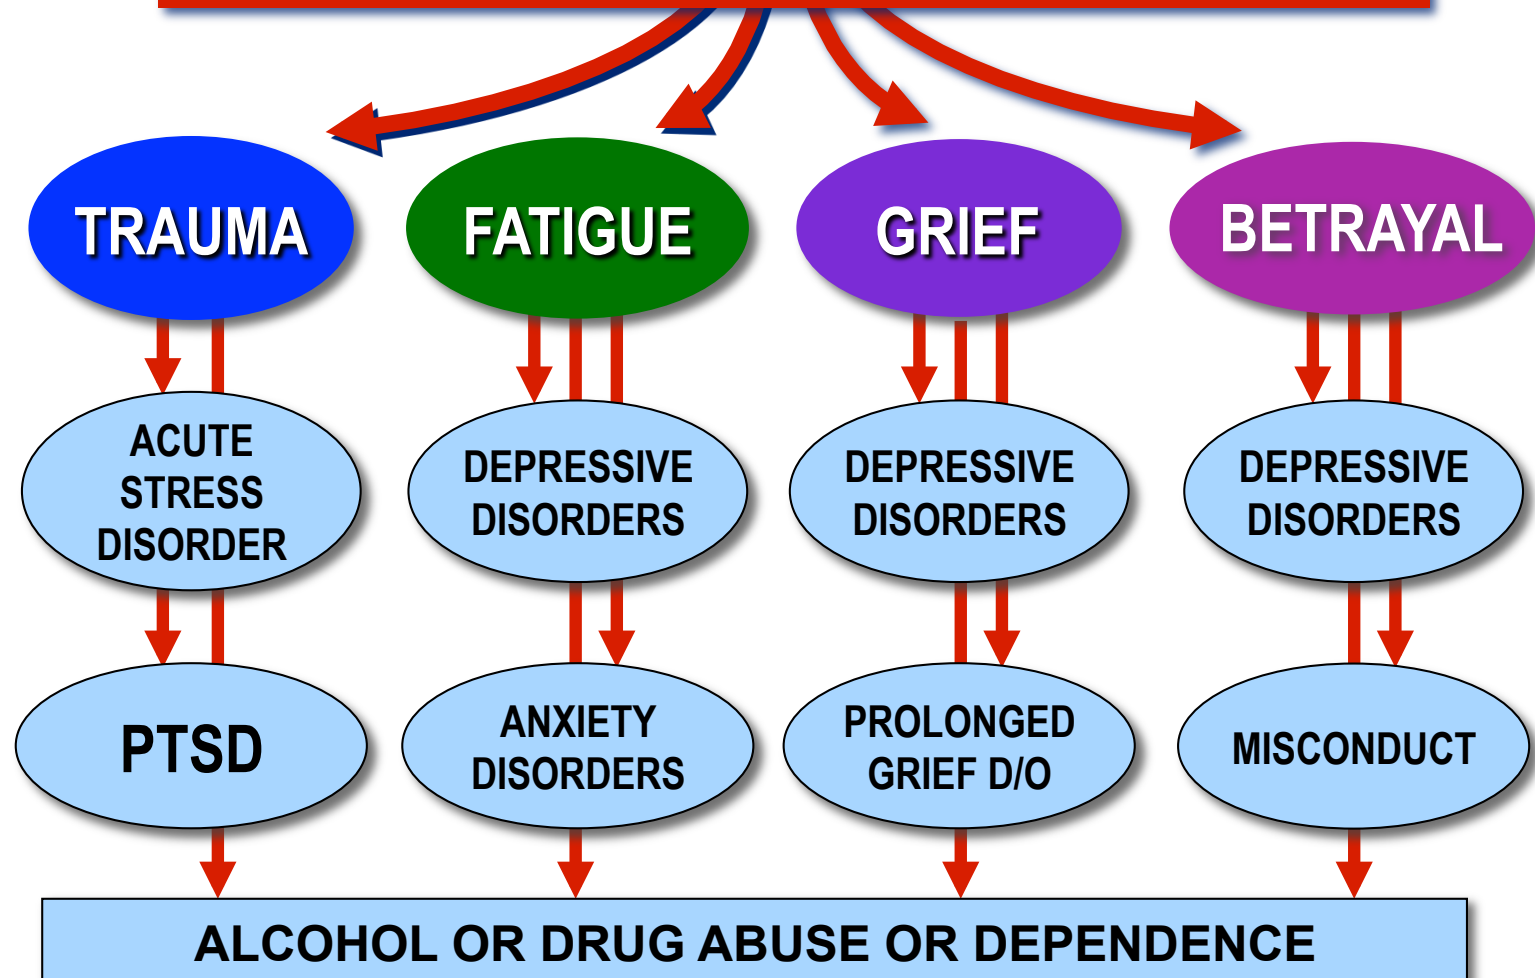 TRAUMA
FATIGUE
GRIEF
BETRAYAL
ACUTE
STRESS
DISORDER
DEPRESSIVE
DISORDERS
DEPRESSIVE
DISORDERS
DEPRESSIVE
DISORDERS
PTSD
ANXIETY
DISORDERS
PROLONGED
GRIEF D/O
MISCONDUCT
ALCOHOL OR DRUG ABUSE OR DEPENDENCE